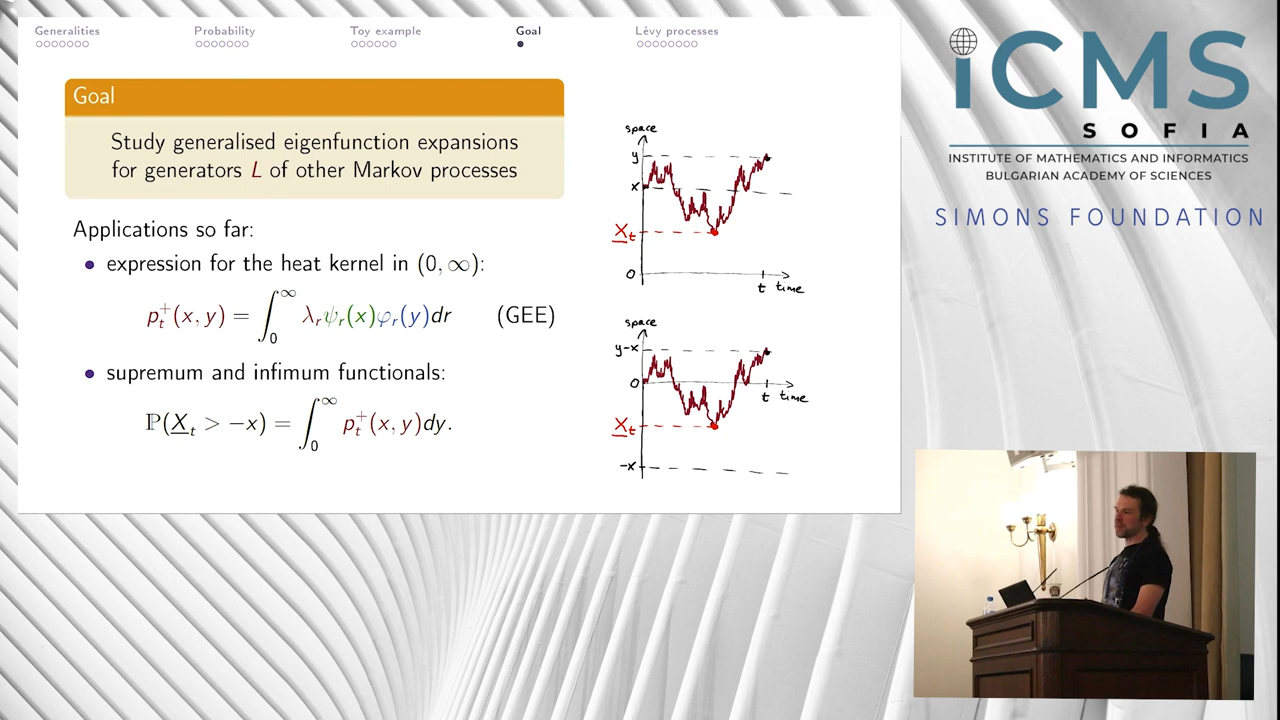 Generalities Probability Toy example Goal Lévy processes
Goal
Study generalised eigenfunction expansions
for generators L of other Markov processes
Applications so far:
• expression for the heat kernel in (0, ∞):
p_t^+(x, y) = ∫_0^∞ λ_r ψ_r(x) φ_r(y) dr (GEE)
• supremum and infimum functionals:
ℙ(X̲_t > −x) = ∫_0^∞ p_t^+(x, y) dy.
space
y
x
X̲_t
0
t time
space
y-x
0
t time
X̲_t
-x
iCMS
SOFIA
INSTITUTE OF MATHEMATICS AND INFORMATICS
BULGARIAN ACADEMY OF SCIENCES
SIMONS FOUNDATION